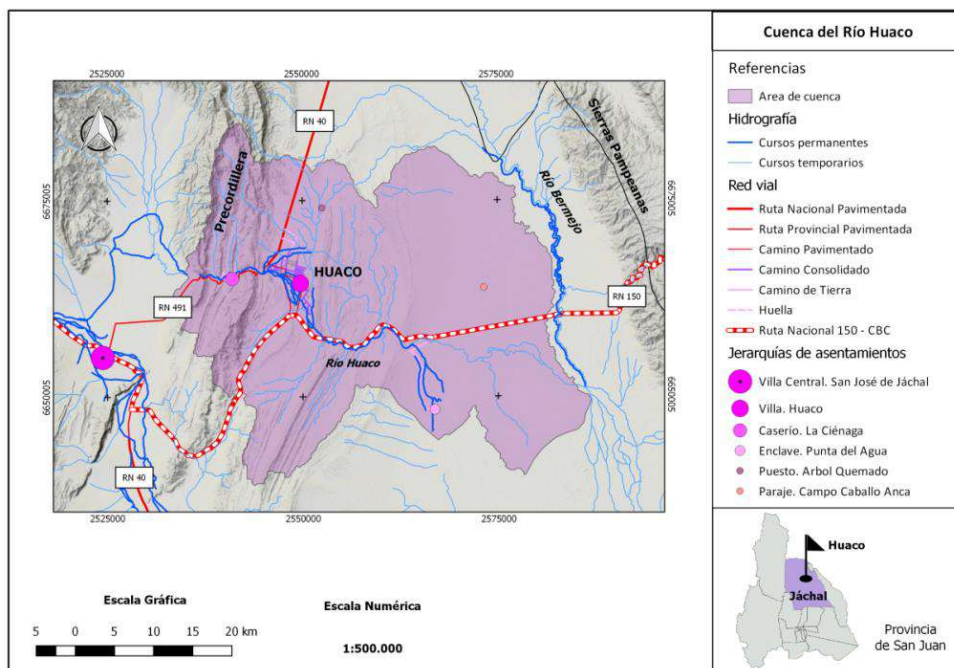 Cuenca del Río Huaco
Referencias
Area de cuenca
Hidrografía
Cursos permanentes
Cursos temporarios
Red vial
Ruta Nacional Pavimentada
Ruta Provincial Pavimentada
Camino Pavimentado
Camino Consolidado
Camino de Tierra
Huella
Ruta Nacional 150 - CBC
Jerarquías de asentamientos
Villa Central. San José de Jáchal
Villa. Huaco
Caserío. La Ciénaga
Enclave. Punta del Agua
Puesto. Arbol Quemado
Paraje. Campo Caballo Anca
2525000
2550000
2575000
RN 40
Sierras Pampeanas
Precordillera
Río Bermejo
6675005
6675005
HUACO
RN 150
RN 491
Río Huaco
6650005
6650005
RN 40
2525000
2550000
2575000
Huaco
Jáchal
Provincia
de San Juan
Escala Gráfica
5 0 5 10 15 20 km
Escala Numérica
1:500.000